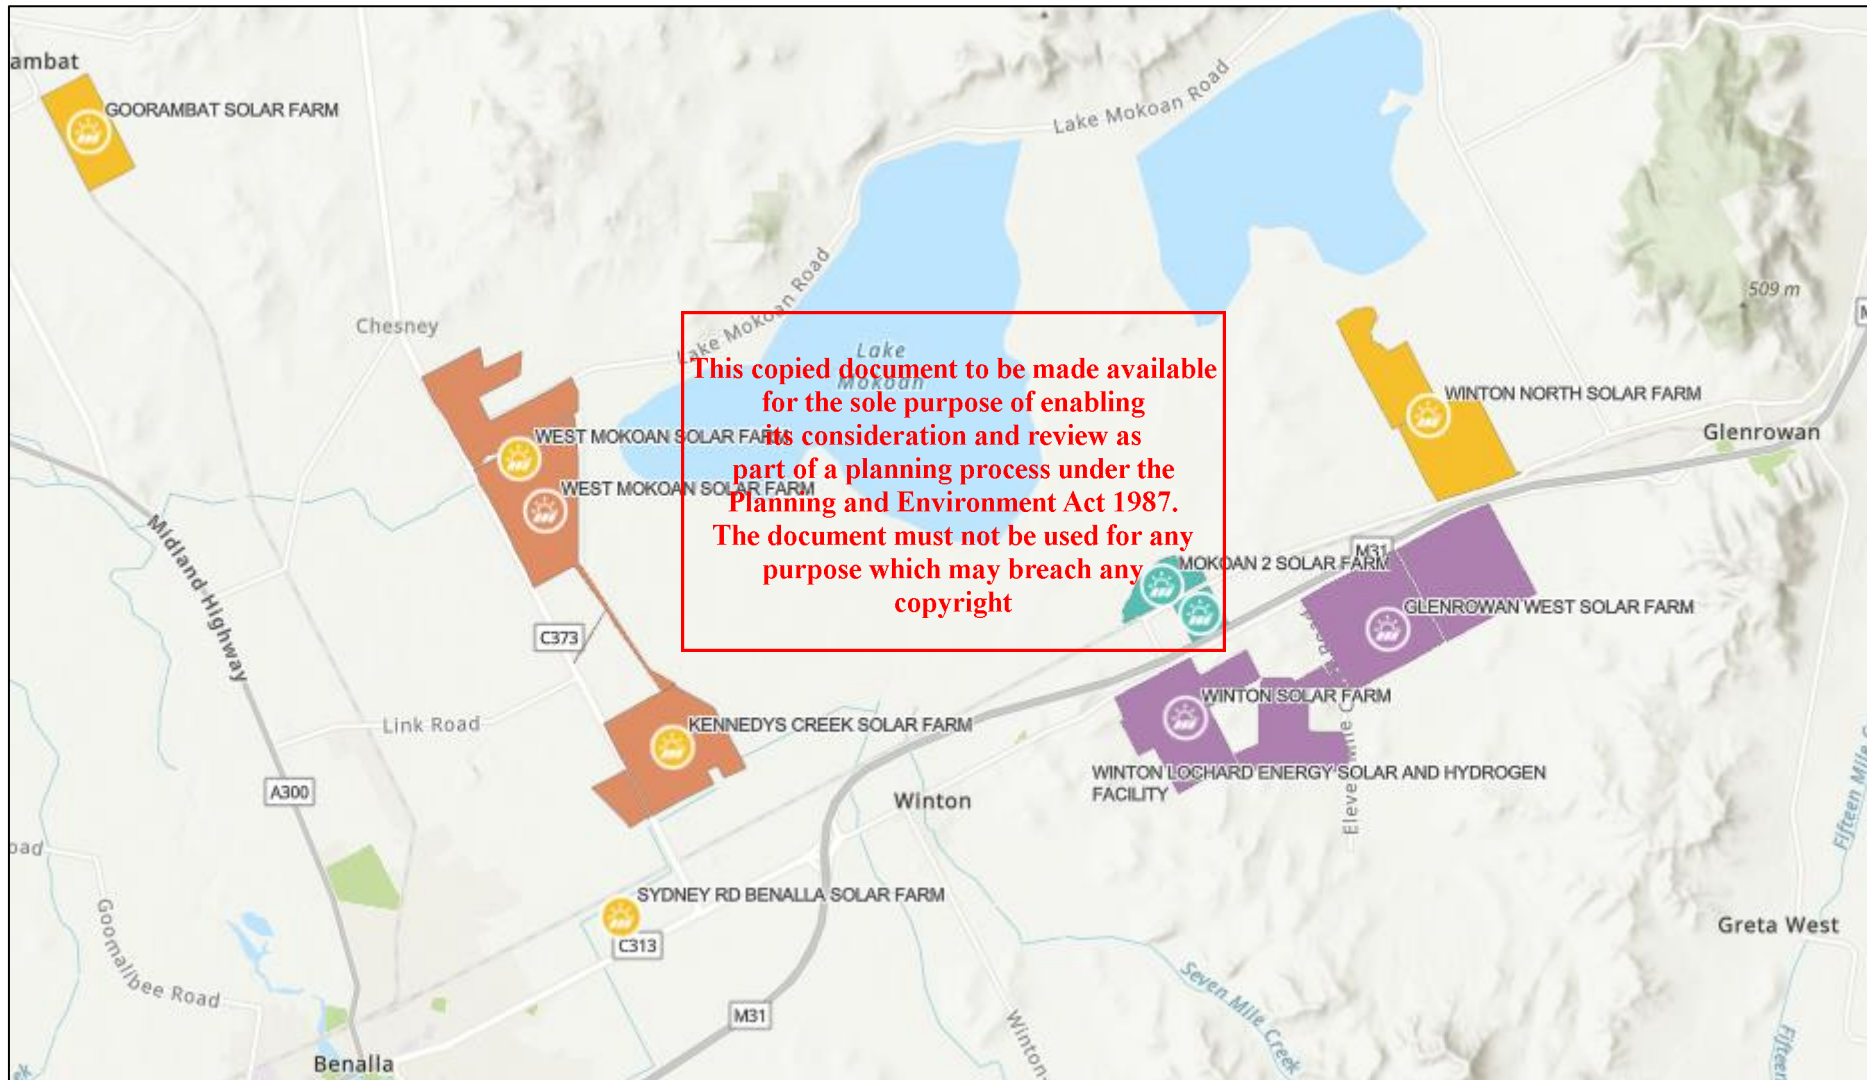 ambat
GOORAMBAT SOLAR FARM
Lake Mokoan Road
509 m
Chesney
Lake Mokoan Road
Lake
Mokoan
This copied document to be made available
for the sole purpose of enabling
its consideration and review as
part of a planning process under the
Planning and Environment Act 1987.
The document must not be used for any
purpose which may breach any
copyright
WINTON NORTH SOLAR FARM
Glenrowan
WEST MOKOAN SOLAR FARM
WEST MOKOAN SOLAR FARM
Midland Highway
M31
MOKOAN 2 SOLAR FARM
GLENROWAN WEST SOLAR FARM
C373
WINTON SOLAR FARM
Link Road
KENNEDYS CREEK SOLAR FARM
WINTON LOCHARD ENERGY SOLAR AND HYDROGEN
FACILITY
A300
Winton
oad
SYDNEY RD BENALLA SOLAR FARM
C313
Goomalibee Road
Greta West
Seven Mile Creek
Fifteen Mile C
M31
Winton-
Fifteen
Benalla
ek